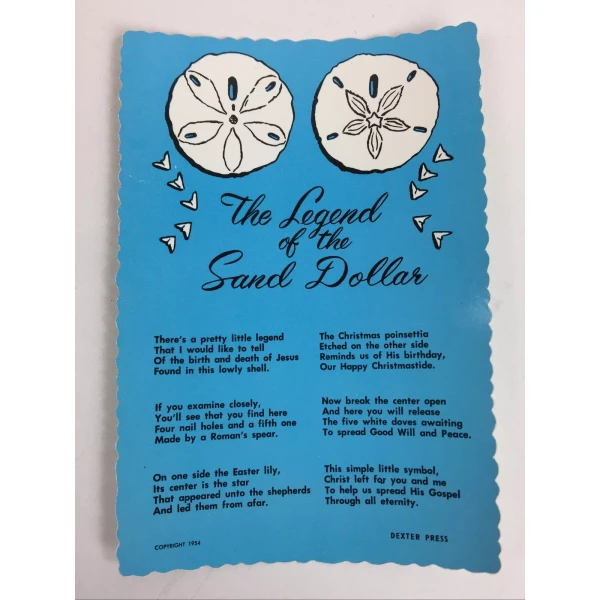 The Legend
of the
Sand Dollar
There's a pretty little legend
That I would like to tell
Of the birth and death of Jesus
Found in this lowly shell.
If you examine closely,
You'll see that you find here
Four nail holes and a fifth one
Made by a Roman's spear.
On one side the Easter lily,
Its center is the star
That appeared unto the shepherds
And led them from afar.
The Christmas poinsettia
Etched on the other side
Reminds us of His birthday,
Our Happy Christmastide.
Now break the center open
And here you will release
The five white doves awaiting
To spread Good Will and Peace.
This simple little symbol,
Christ left for you and me
To help us spread His Gospel
Through all eternity.
COPYRIGHT 1954
DEXTER PRESS